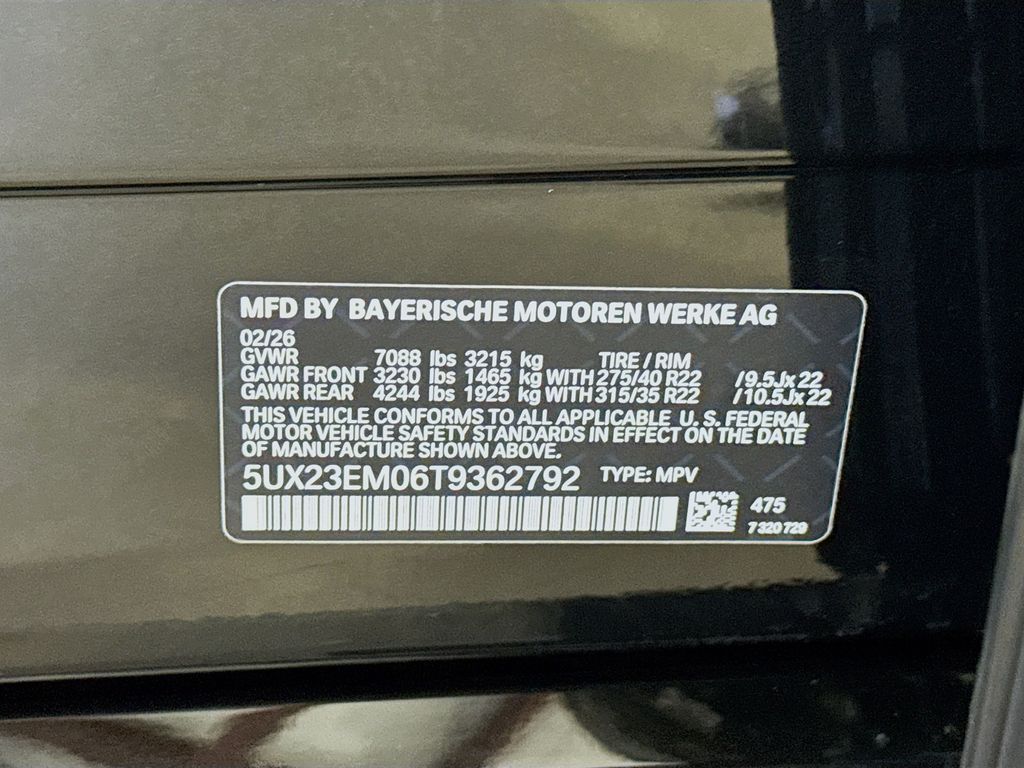 MFD BY BAYERISCHE MOTOREN WERKE AG
02/26
GVWR 7088 lbs 3215 kg TIRE / RIM
GAWR FRONT 3230 lbs 1465 kg WITH 275/40 R22 /9.5Jx22
GAWR REAR 4244 lbs 1925 kg WITH 315/35 R22 /10.5Jx22
THIS VEHICLE CONFORMS TO ALL APPLICABLE U. S. FEDERAL
MOTOR VEHICLE SAFETY STANDARDS IN EFFECT ON THE DATE
OF MANUFACTURE SHOWN ABOVE.
5UX23EM06T9362792 TYPE: MPV
475
7 320 729